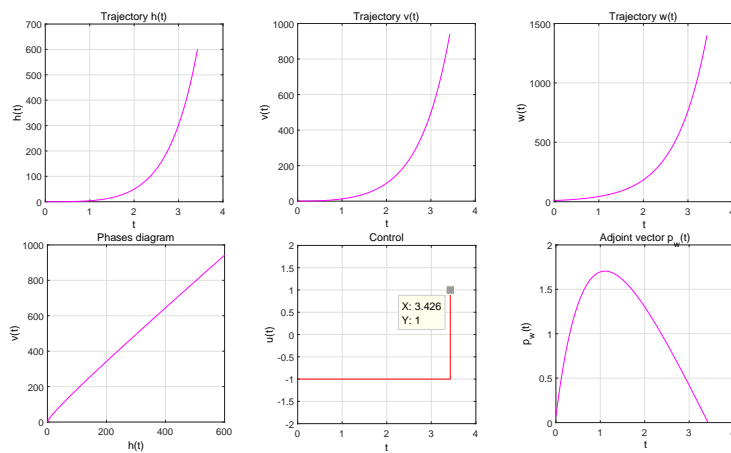 Trajectory h(t)
700
600
500
400
300
200
100
0
h(t)
0 1 2 3 4
t
Trajectory v(t)
1000
800
600
400
200
0
v(t)
0 1 2 3 4
t
Trajectory w(t)
1500
1000
500
0
w(t)
0 1 2 3 4
t
Phases diagram
1000
800
600
400
200
0
v(t)
0 200 400 600
h(t)
Control
2
1.5
1
0.5
0
-0.5
-1
-1.5
-2
u(t)
X: 3.426
Y: 1
0 1 2 3 4
t
Adjoint vector p_w(t)
2
1.5
1
0.5
0
p_w(t)
0 1 2 3 4
t